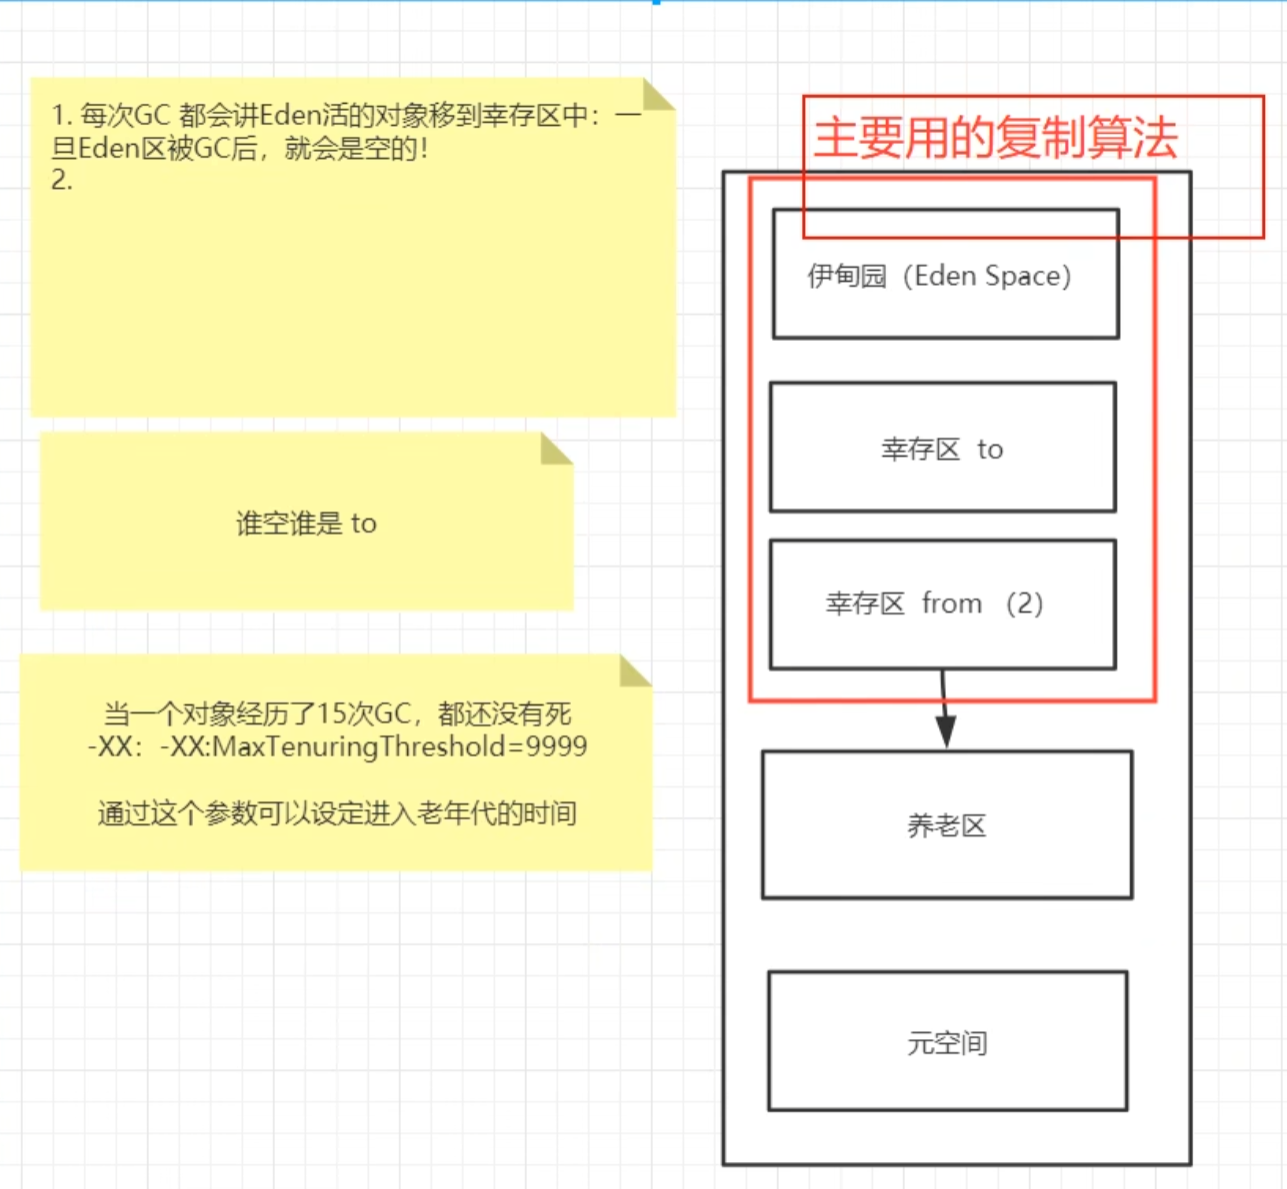 1. 每次GC 都会讲Eden活的对象移到幸存区中：一
旦Eden区被GC后，就会是空的！
2.
谁空谁是 to
当一个对象经历了15次GC，都还没有死
-XX：-XX:MaxTenuringThreshold=9999
通过这个参数可以设定进入老年代的时间
主要用的复制算法
伊甸园（Eden Space）
幸存区 to
幸存区 from （2）
养老区
元空间